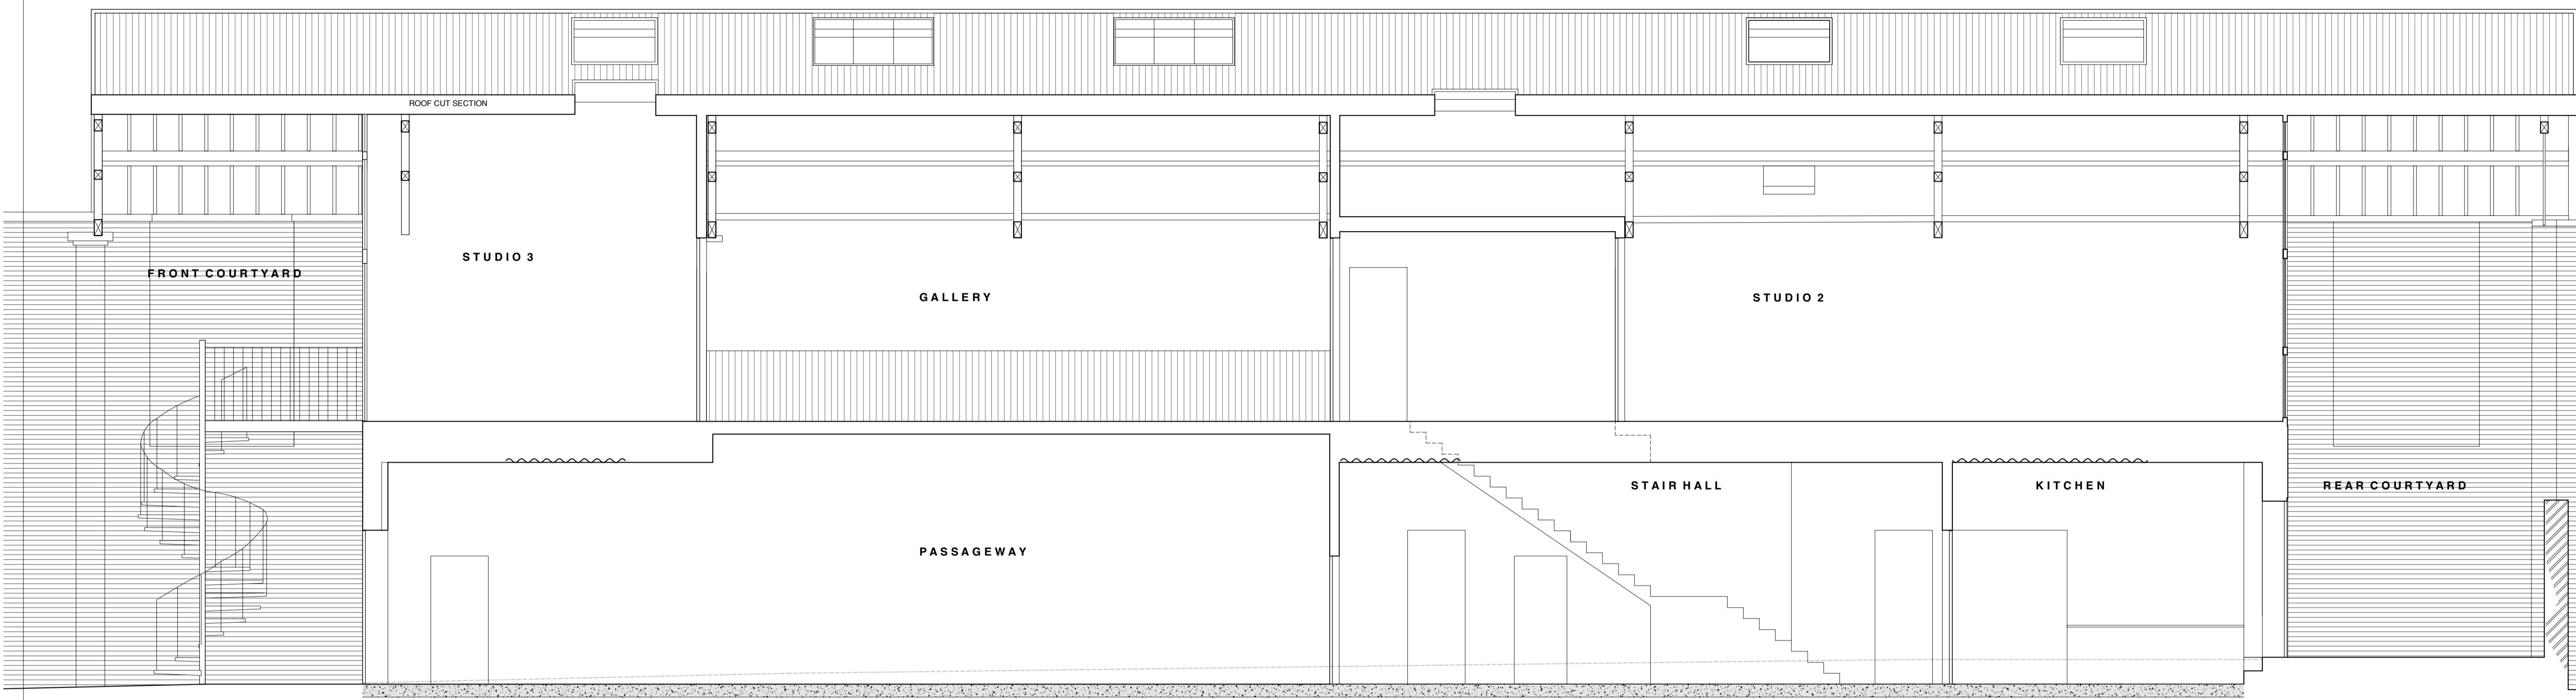 ROOF CUT SECTION
STUDIO 3
FRONT COURTYARD
GALLERY
STUDIO 2
STAIR HALL
KITCHEN
REAR COURTYARD
PASSAGEWAY